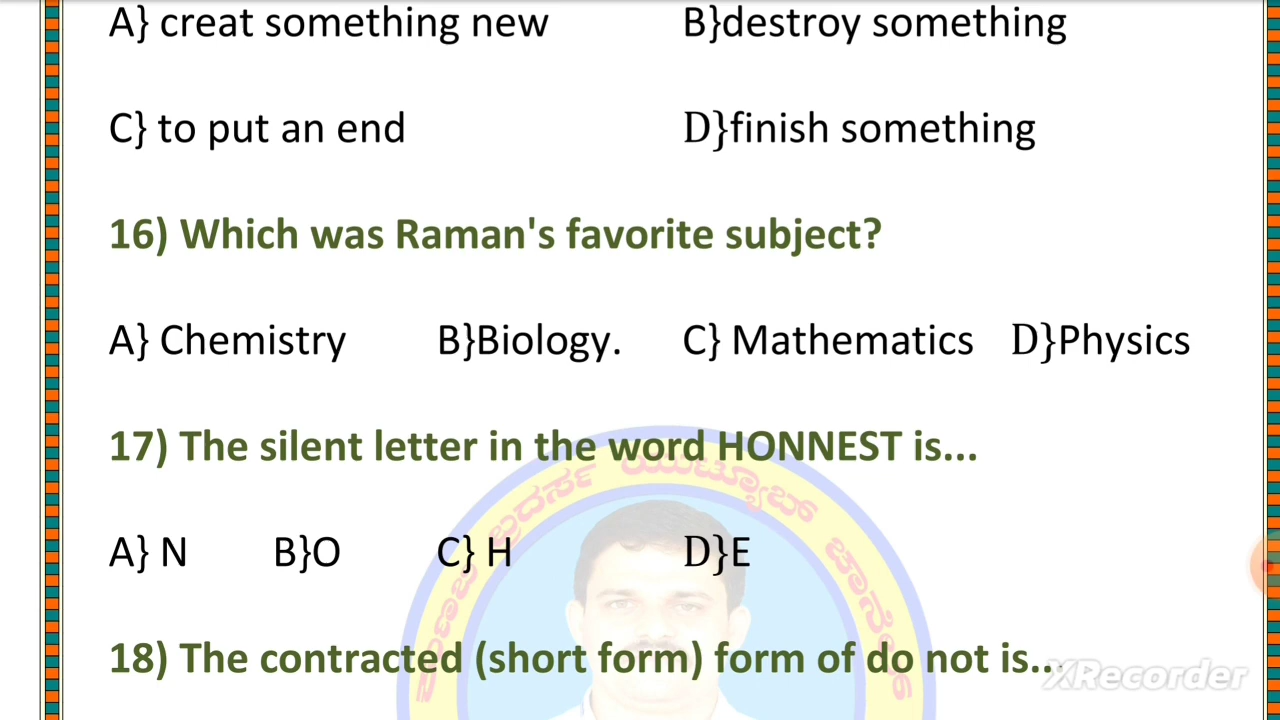 A} creat something new B}destroy something
C} to put an end D}finish something
16) Which was Raman's favorite subject?
A} Chemistry B}Biology. C} Mathematics D}Physics
17) The silent letter in the word HONNEST is...
ಬ್ರದರ್ಸ ಯುಟ್ಯೂಬ್ ಚಾನೆಲ್
A} N B}O C} H D}E
18) The contracted (short form) form of do not is...
XRecorder